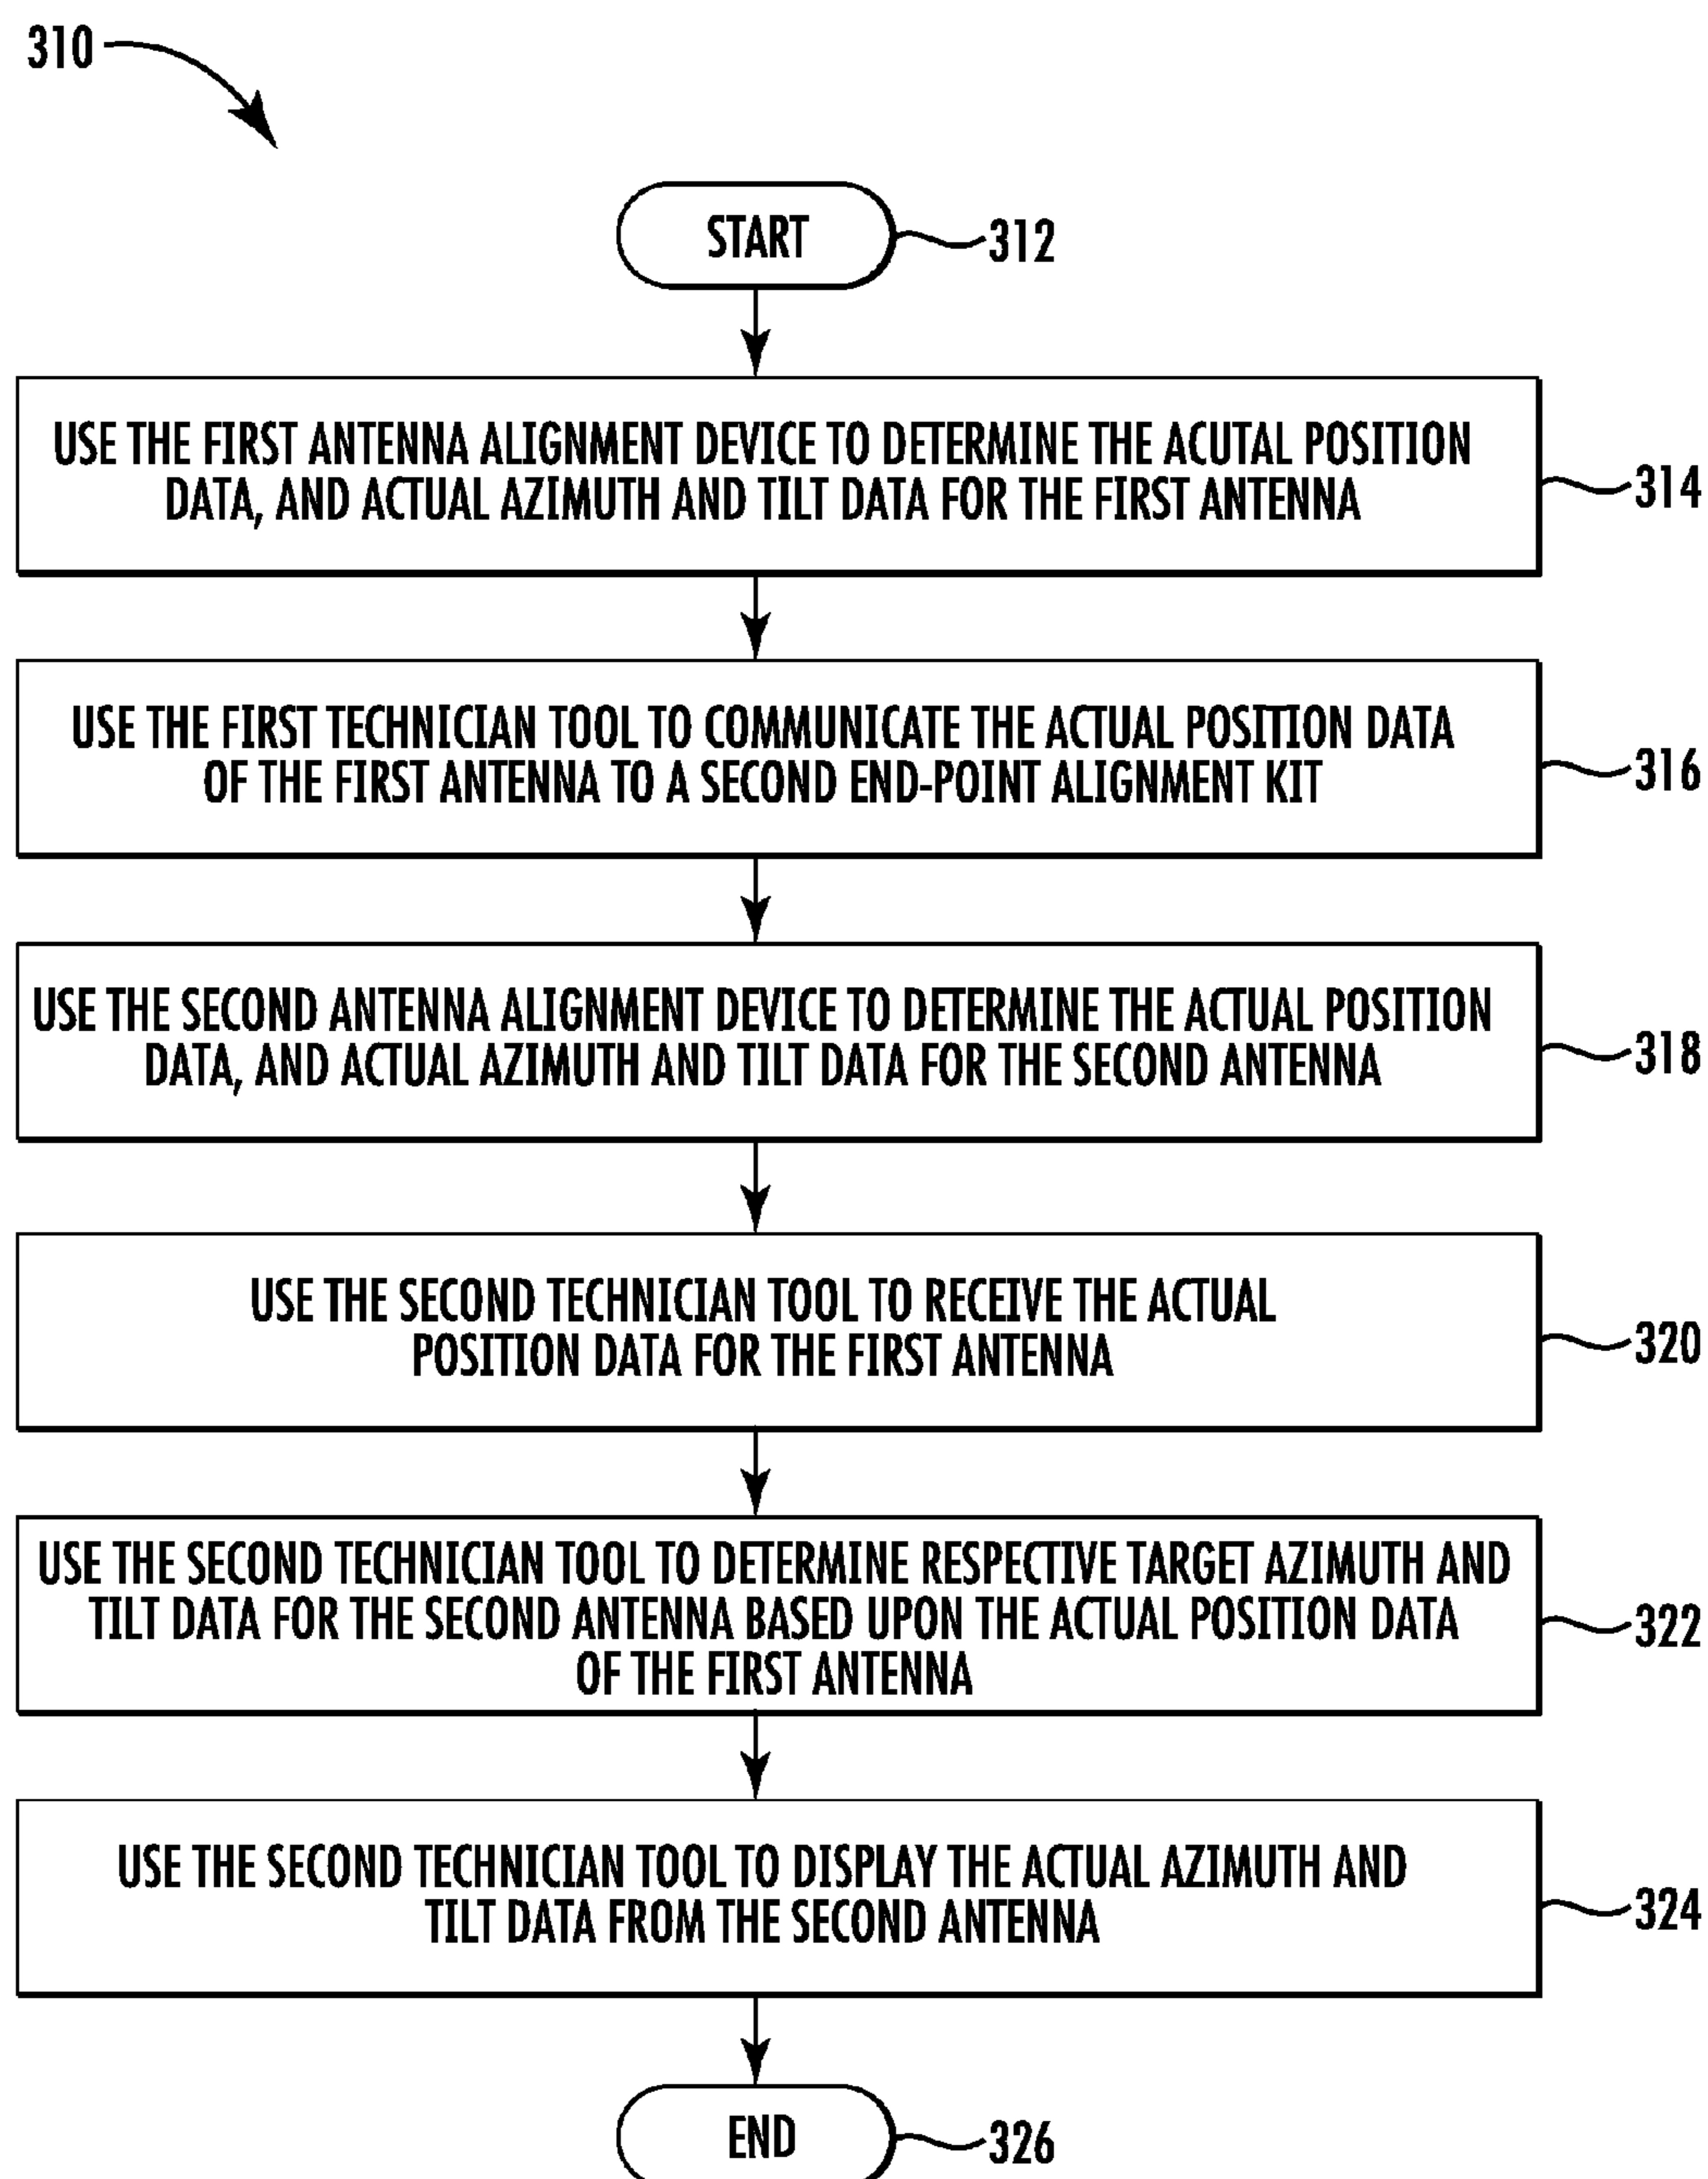 310
START
312
USE THE FIRST ANTENNA ALIGNMENT DEVICE TO DETERMINE THE ACUTAL POSITION
DATA, AND ACTUAL AZIMUTH AND TILT DATA FOR THE FIRST ANTENNA
314
USE THE FIRST TECHNICIAN TOOL TO COMMUNICATE THE ACTUAL POSITION DATA
OF THE FIRST ANTENNA TO A SECOND END-POINT ALIGNMENT KIT
316
USE THE SECOND ANTENNA ALIGNMENT DEVICE TO DETERMINE THE ACTUAL POSITION
DATA, AND ACTUAL AZIMUTH AND TILT DATA FOR THE SECOND ANTENNA
318
USE THE SECOND TECHNICIAN TOOL TO RECEIVE THE ACTUAL
POSITION DATA FOR THE FIRST ANTENNA
320
USE THE SECOND TECHNICIAN TOOL TO DETERMINE RESPECTIVE TARGET AZIMUTH AND
TILT DATA FOR THE SECOND ANTENNA BASED UPON THE ACTUAL POSITION DATA
OF THE FIRST ANTENNA
322
USE THE SECOND TECHNICIAN TOOL TO DISPLAY THE ACTUAL AZIMUTH AND
TILT DATA FROM THE SECOND ANTENNA
324
END
326